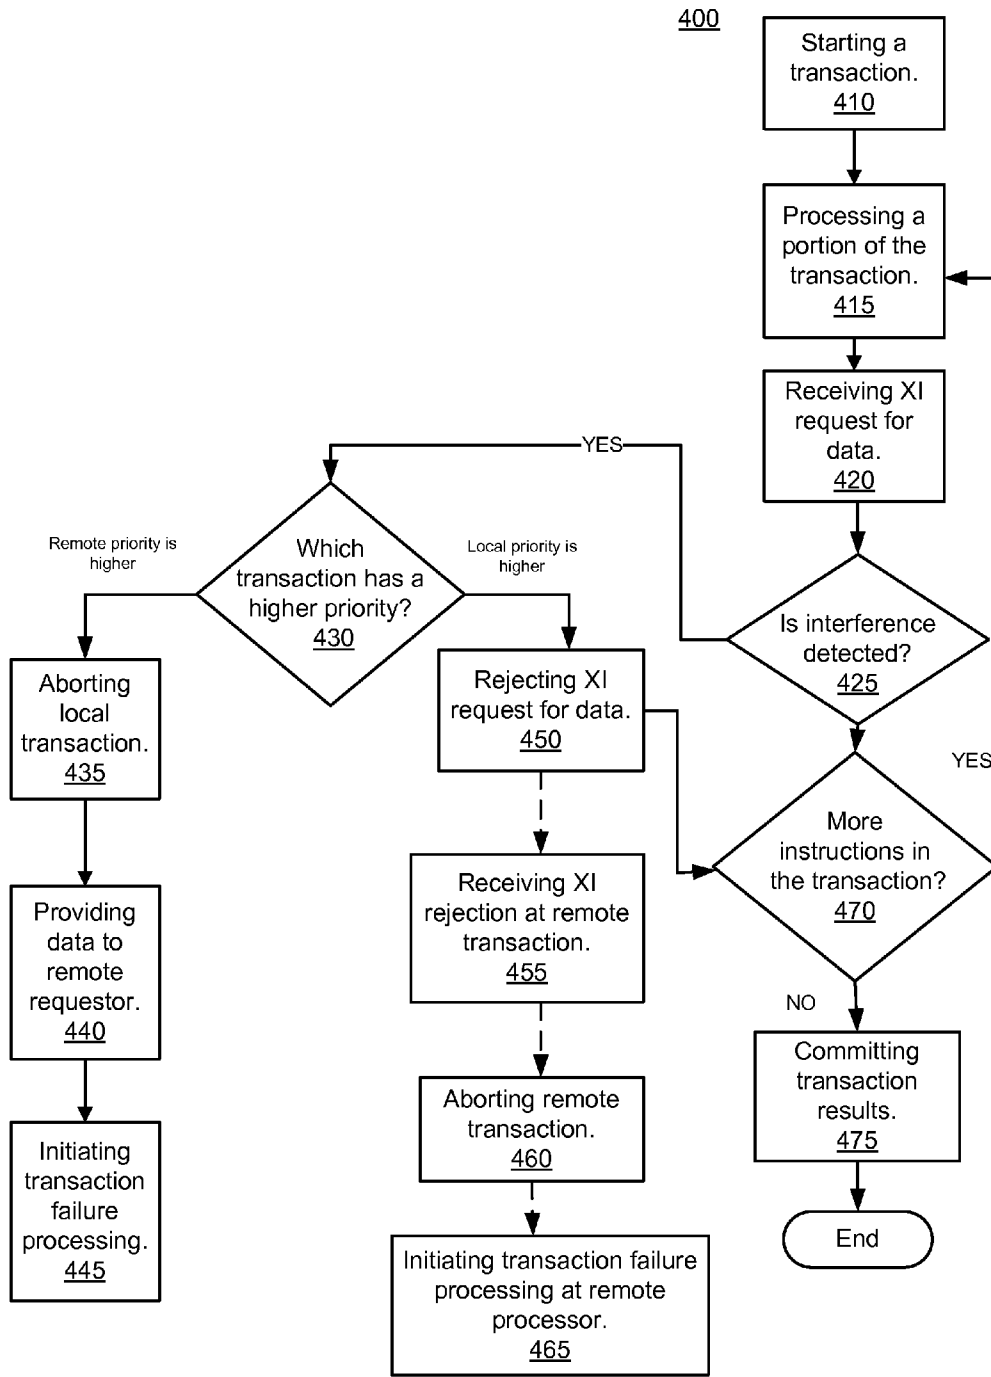 400
Starting a
transaction.
410
Processing a
portion of the
transaction.
415
Receiving XI
request for
data.
420
YES
Is interference
detected?
425
Which
transaction has a
higher priority?
430
Remote priority is
higher
Local priority is
higher
Aborting
local
transaction.
435
Providing
data to
remote
requestor.
440
Initiating
transaction
failure
processing.
445
Rejecting XI
request for data.
450
Receiving XI
rejection at remote
transaction.
455
Aborting remote
transaction.
460
Initiating transaction failure
processing at remote
processor.
465
YES
More
instructions in
the transaction?
470
NO
Committing
transaction
results.
475
End